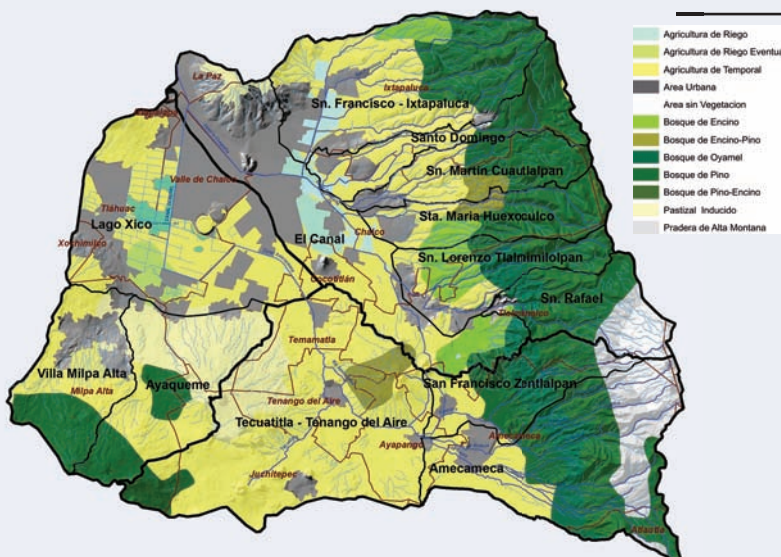 Agricultura de Riego
Agricultura de Riego Eventua
Agricultura de Temporal
Area Urbana
Area sin Vegetacion
Bosque de Encino
Bosque de Encino-Pino
Bosque de Oyamel
Bosque de Pino
Bosque de Pino-Encino
Pastizal Inducido
Pradera de Alta Montana
La Paz
Ixtapaluca
Sn. Francisco - Ixtapaluca
Santo Domingo
Sn. Martin Cuautlalpan
Valle de Chalco
Tláhuac
Sta. Maria Huexoculco
Lago Xico
Chalco
El Canal
Xochimilco
Sn. Lorenzo Tlalmimilolpan
Cocotitlán
Sn. Rafael
Tlalmanalco
Temamatla
Villa Milpa Alta
Ayaqueme
San Francisco Zentlalpan
Milpa Alta
Tenango del Aire
Tecuatitla - Tenango del Aire
Amecameca
Ayapango
Amecameca
Juchitepec
Atlautla